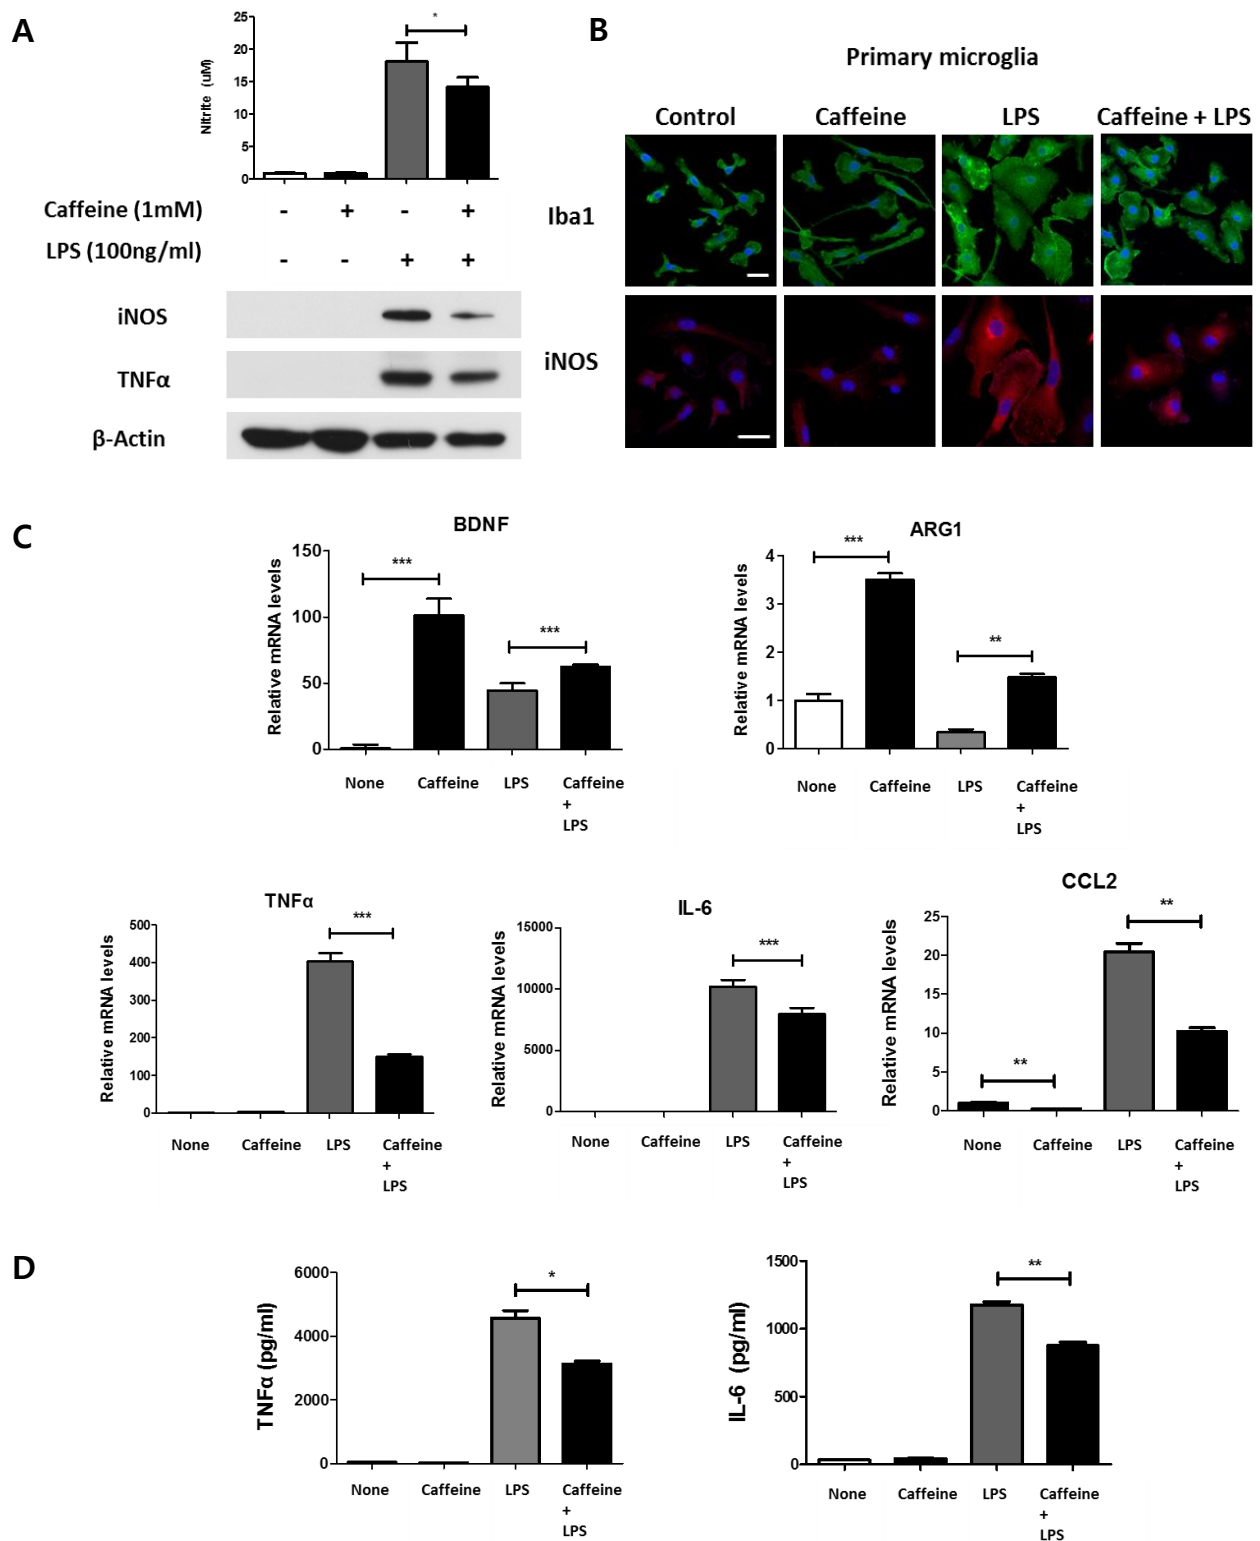 A
25
20
15
10
5
0
Nitrite (uM)
*
Caffeine (1mM) - + - +
LPS (100ng/ml) - - + +
iNOS
TNFα
β-Actin
B
Primary microglia
Control Caffeine LPS Caffeine + LPS
Iba1
iNOS
C
BDNF
Relative mRNA levels
150
100
50
0
***
***
None Caffeine LPS Caffeine
+
LPS
ARG1
Relative mRNA levels
4
3
2
1
0
***
**
None Caffeine LPS Caffeine
+
LPS
TNFα
Relative mRNA levels
500
400
300
200
100
0
***
None Caffeine LPS Caffeine
+
LPS
IL-6
Relative mRNA levels
15000
10000
5000
0
***
None Caffeine LPS Caffeine
+
LPS
CCL2
Relative mRNA levels
25
20
15
10
5
0
**
**
None Caffeine LPS Caffeine
+
LPS
D
TNFα (pg/ml)
6000
4000
2000
0
*
None Caffeine LPS Caffeine
+
LPS
IL-6 (pg/ml)
1500
1000
500
0
**
None Caffeine LPS Caffeine
+
LPS